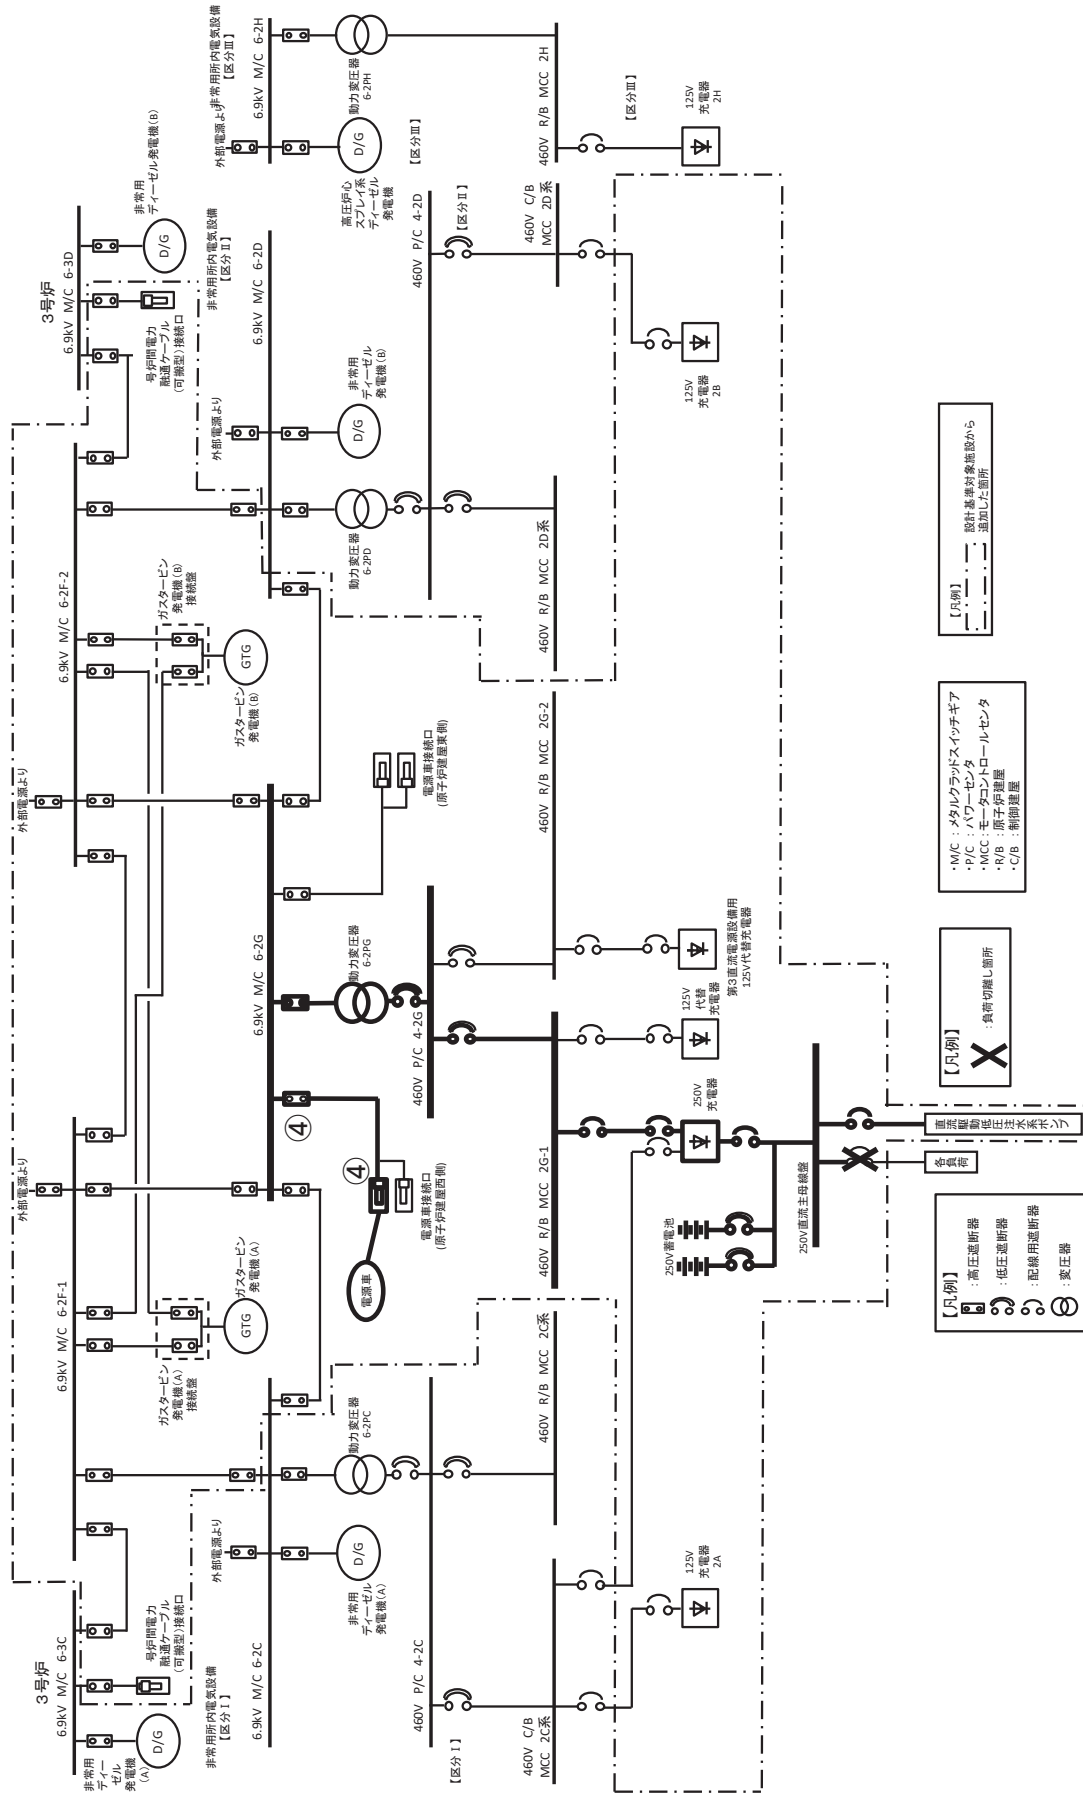 3号炉
6.9kV M/C 6-3C
非常用
ディー
ゼル
発電機
(A)
D/G
号炉間電力
融通ケーブル
(可搬型)接続口
外部電源より
6.9kV M/C 6-2F-1
ガスタービン
発電機(A)
接続盤
GTG
ガスタービン
発電機(A)
外部電源より
6.9kV M/C 6-2F-2
ガスタービン
発電機(B)
接続盤
GTG
ガスタービン
発電機(B)
3号炉
6.9kV M/C 6-3D
非常用
ディーゼル発電機(B)
D/G
号炉間電力
融通ケーブル
(可搬型)接続口
非常用所内電気設備
【区分Ⅰ】
6.9kV M/C 6-2C
外部電源より
D/G
非常用
ディーゼル
発電機(A)
動力変圧器
6-2PC
6.9kV M/C 6-2G
④
④
電源車
電源車接続口
(原子炉建屋西側)
動力変圧器
6-2PG
電源車接続口
(原子炉建屋東側)
非常用所内電気設備
【区分Ⅱ】
6.9kV M/C 6-2D
外部電源より
動力変圧器
6-2PD
D/G
非常用
ディーゼル
発電機(B)
非常用所内電気設備
【区分Ⅲ】
6.9kV M/C 6-2H
外部電源より
D/G
高圧炉心
スプレイ系
ディーゼル
発電機
動力変圧器
6-2PH
【区分Ⅲ】
460V P/C 4-2C
【区分Ⅰ】
460V P/C 4-2G
460V P/C 4-2D
【区分Ⅱ】
460V C/B
MCC 2C系
460V R/B MCC 2C系
460V R/B MCC 2G-1
460V R/B MCC 2G-2
460V R/B MCC 2D系
460V C/B
MCC 2D系
460V R/B MCC 2H
【区分Ⅲ】
125V
充電器
2A
250V蓄電池
250V
充電器
125V
代替
充電器
第3直流電源設備用
125V代替充電器
125V
充電器
2B
125V
充電器
2H
250V直流主母線盤
各負荷
直流駆動低圧注水系ポンプ
【凡例】
:高圧遮断器
:低圧遮断器
:配線用遮断器
:変圧器
【凡例】
:負荷切離し箇所
・M/C :メタルクラッドスイッチギア
・P/C :パワーセンタ
・MCC :モータコントロールセンタ
・R/B :原子炉建屋
・C/B :制御建屋
【凡例】
:設計基準対象施設から
追加した箇所